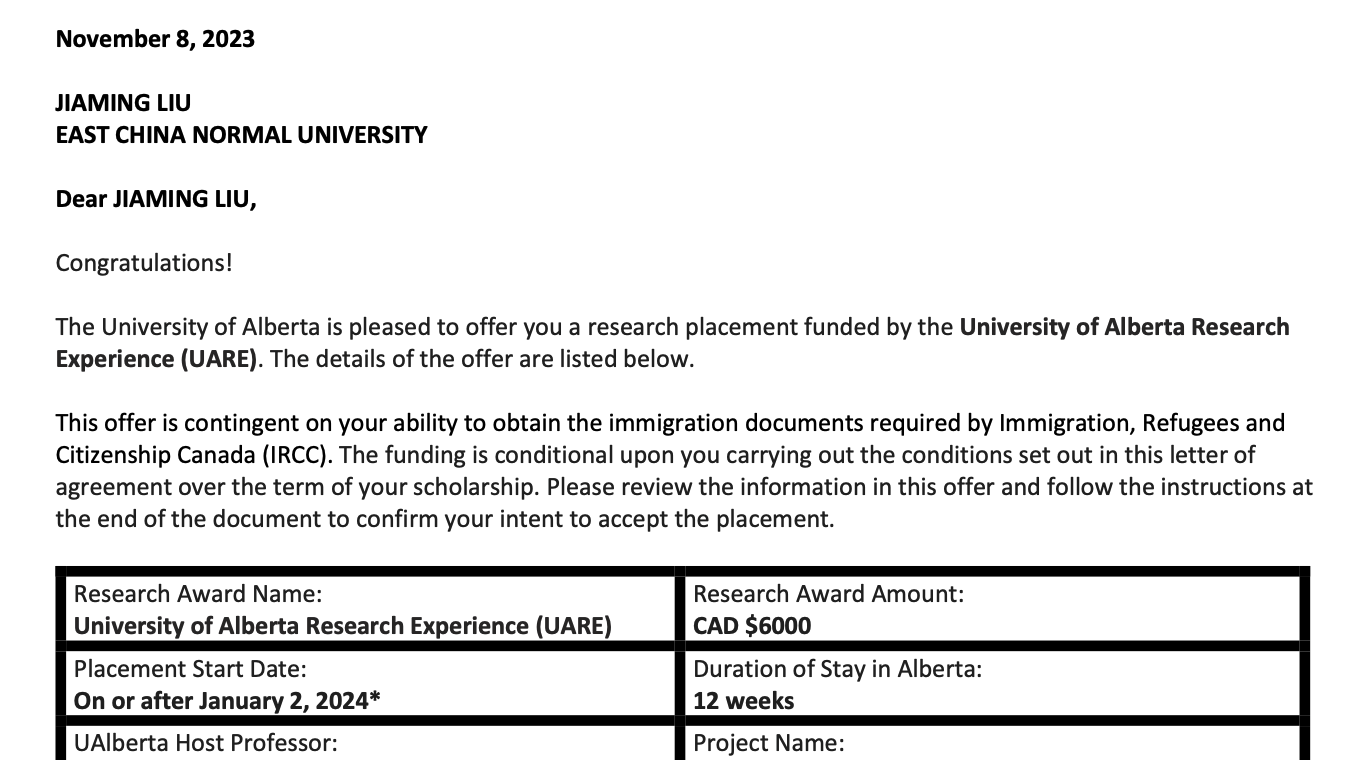 November 8, 2023
JIAMING LIU
EAST CHINA NORMAL UNIVERSITY
Dear JIAMING LIU,
Congratulations!
The University of Alberta is pleased to offer you a research placement funded by the University of Alberta Research
Experience (UARE). The details of the offer are listed below.
This offer is contingent on your ability to obtain the immigration documents required by Immigration, Refugees and
Citizenship Canada (IRCC). The funding is conditional upon you carrying out the conditions set out in this letter of
agreement over the term of your scholarship. Please review the information in this offer and follow the instructions at
the end of the document to confirm your intent to accept the placement.
Research Award Name:
University of Alberta Research Experience (UARE)
Research Award Amount:
CAD $6000
Placement Start Date:
On or after January 2, 2024*
Duration of Stay in Alberta:
12 weeks
UAlberta Host Professor:
Project Name: